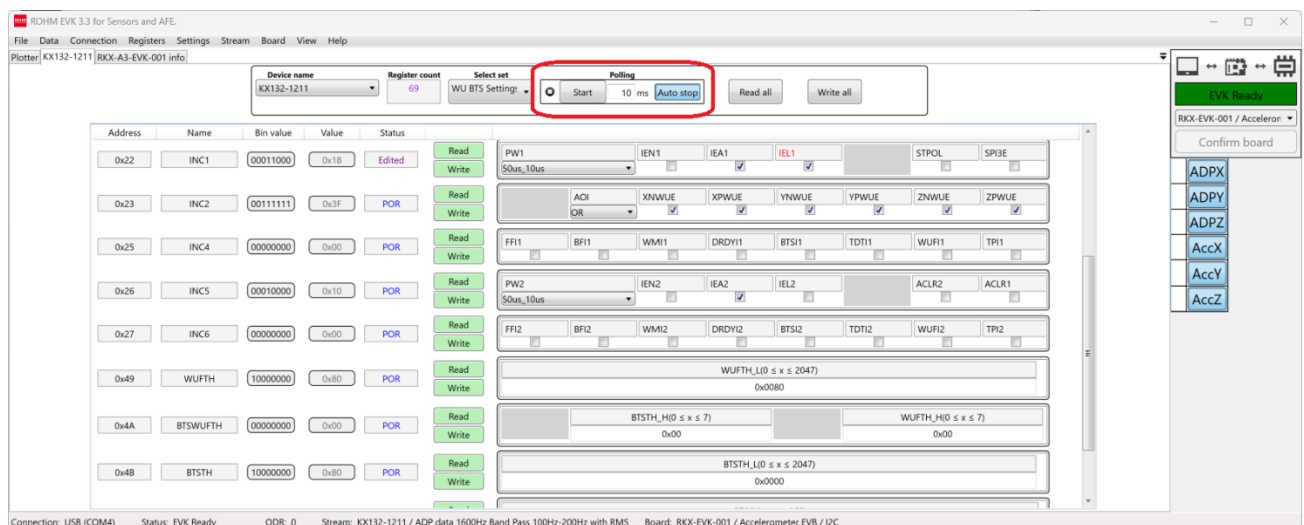 ROHM EVK 3.3 for Sensors and AFE.
File Data Connection Registers Settings Stream Board View Help
Plotter KX132-1211 RKX-A3-EVK-001 info
Device name Register count Select set Polling
KX132-1211 69 WU BTS Setting: Start 10 ms Auto stop Read all Write all
EVK Ready
RKX-EVK-001 / Acceleron
Confirm board
ADPX
ADPY
ADPZ
AccX
AccY
AccZ
Address Name Bin value Value Status
0x22 INC1 00011000 0x18 Edited Read Write
PW1 IEN1 IEA1 IEL1 STPOL SPI3E
50us_10us
0x23 INC2 00111111 0x3F POR Read Write
AOI XNWUE XPWUE YNWUE YPWUE ZNWUE ZPWUE
OR
0x25 INC4 00000000 0x00 POR Read Write
FFI1 BFI1 WMI1 DRDYI1 BTSI1 TDTI1 WUFI1 TPI1
0x26 INC5 00010000 0x10 POR Read Write
PW2 IEN2 IEA2 IEL2 ACLR2 ACLR1
50us_10us
0x27 INC6 00000000 0x00 POR Read Write
FFI2 BFI2 WMI2 DRDYI2 BTSI2 TDTI2 WUFI2 TPI2
0x49 WUFTH 10000000 0x80 POR Read Write
WUFTH_L(0 ≤ x ≤ 2047)
0x0080
0x4A BTSWUFTH 00000000 0x00 POR Read Write
BTSTH_H(0 ≤ x ≤ 7) WUFTH_H(0 ≤ x ≤ 7)
0x00 0x00
0x4B BTSTH 10000000 0x80 POR Read Write
BTSTH_L(0 ≤ x ≤ 2047)
0x0000
Connection: USB (COM4) Status: EVK Ready ODR: 0 Stream: KX132-1211 / ADP data 1600Hz Band Pass 100Hz-200Hz with RMS Board: RKX-EVK-001 / Accelerometer EVB / I2C